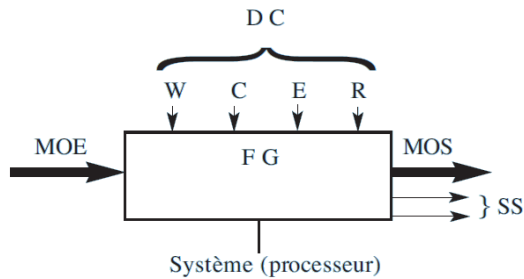 D C
W C E R
MOE F G MOS
} SS
Système (processeur)